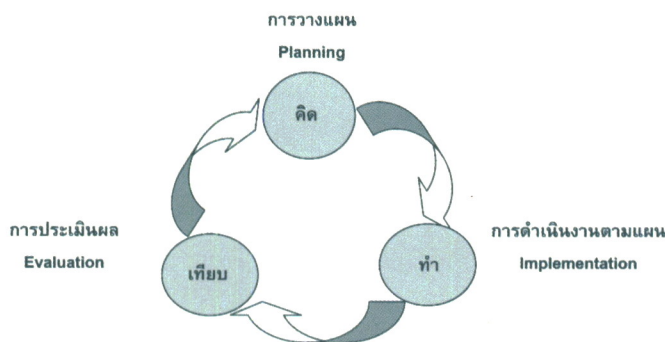 การวางแผน
Planning
คิด
การประเมินผล
Evaluation
เทียบ
ทำ
การดำเนินงานตามแผน
Implementation